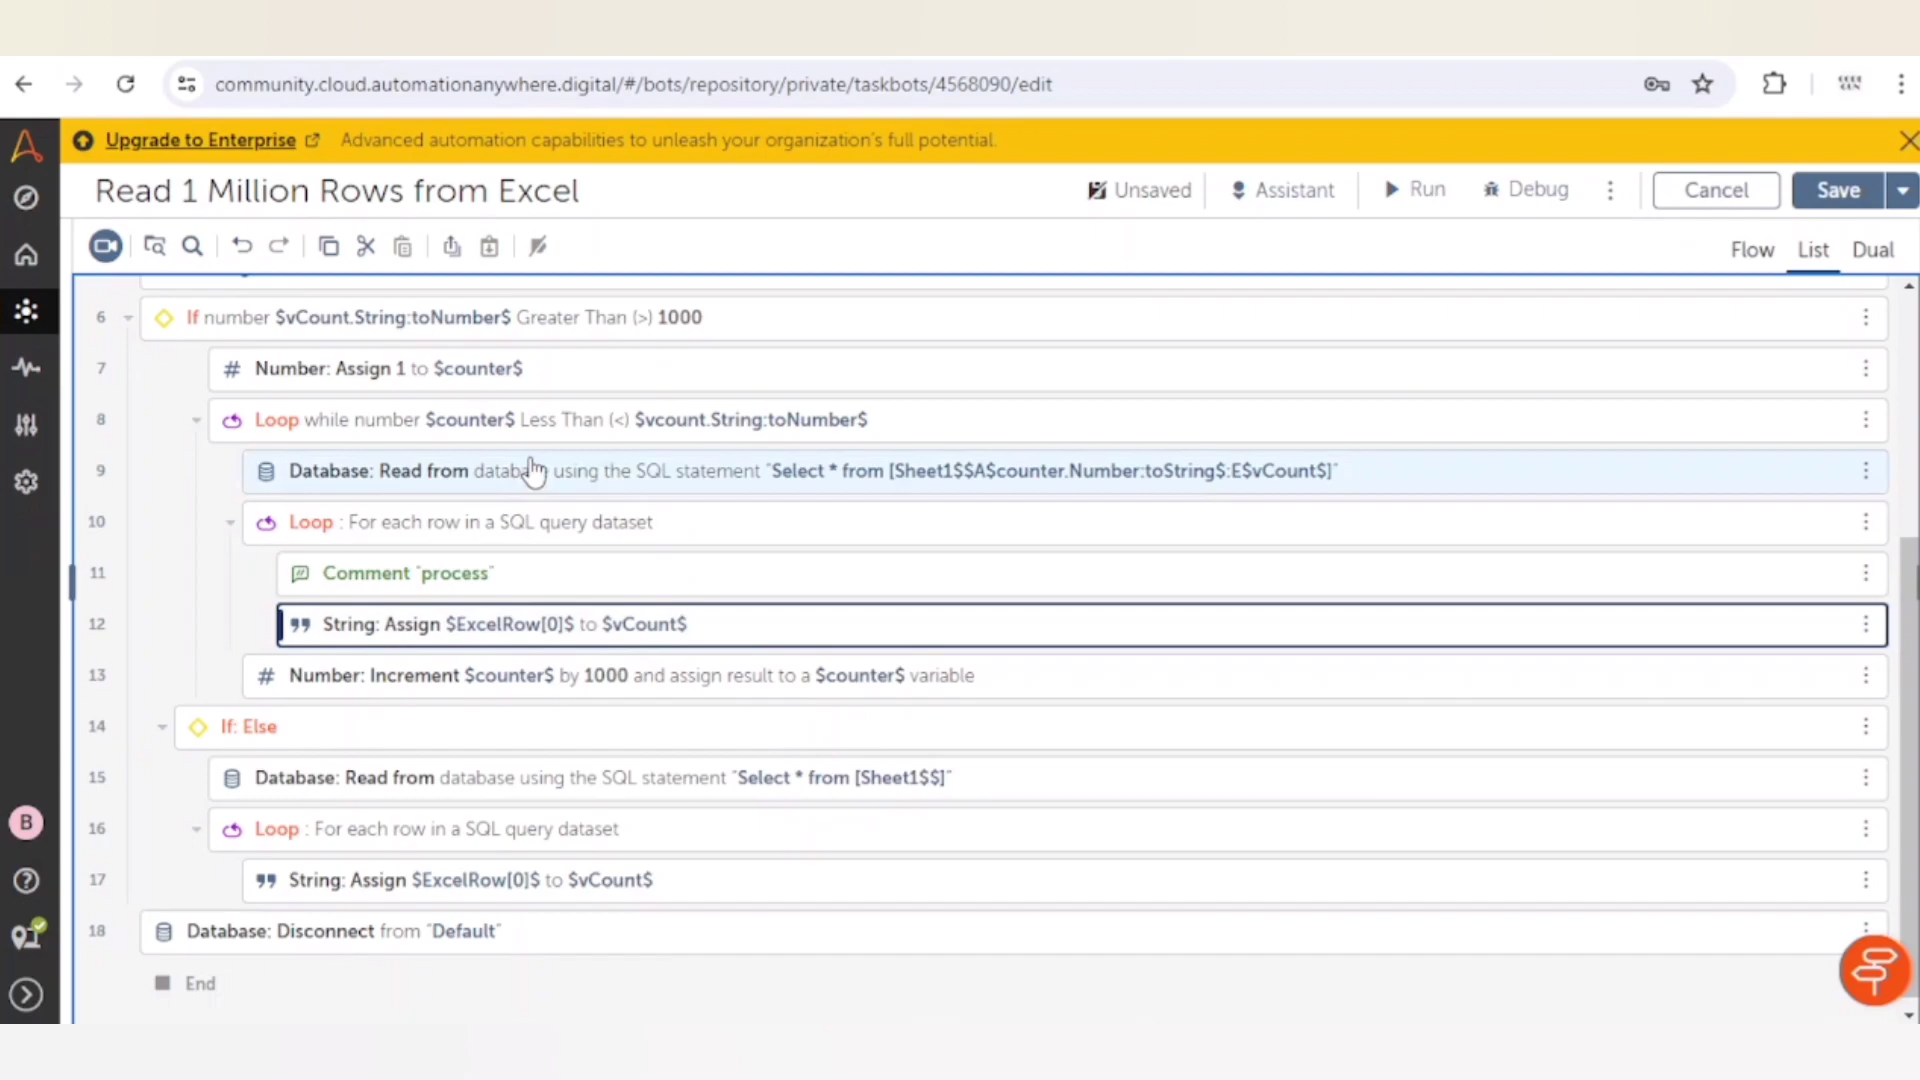 community.cloud.automationanywhere.digital/#/bots/repository/private/taskbots/4568090/edit
Upgrade to Enterprise Advanced automation capabilities to unleash your organization's full potential.
Read 1 Million Rows from Excel
Unsaved Assistant Run Debug Cancel Save
Flow List Dual
6 If number $vCount.String:toNumber$ Greater Than (>) 1000
7 # Number: Assign 1 to $counter$
8 Loop while number $counter$ Less Than (<) $vcount.String:toNumber$
9 Database: Read from database using the SQL statement "Select * from [Sheet1$$A$counter.Number:toString$:E$vCount$]"
10 Loop : For each row in a SQL query dataset
11 Comment "process"
12 String: Assign $ExcelRow[0]$ to $vCount$
13 # Number: Increment $counter$ by 1000 and assign result to a $counter$ variable
14 If: Else
15 Database: Read from database using the SQL statement "Select * from [Sheet1$$]"
16 Loop : For each row in a SQL query dataset
17 String: Assign $ExcelRow[0]$ to $vCount$
18 Database: Disconnect from "Default"
End
B